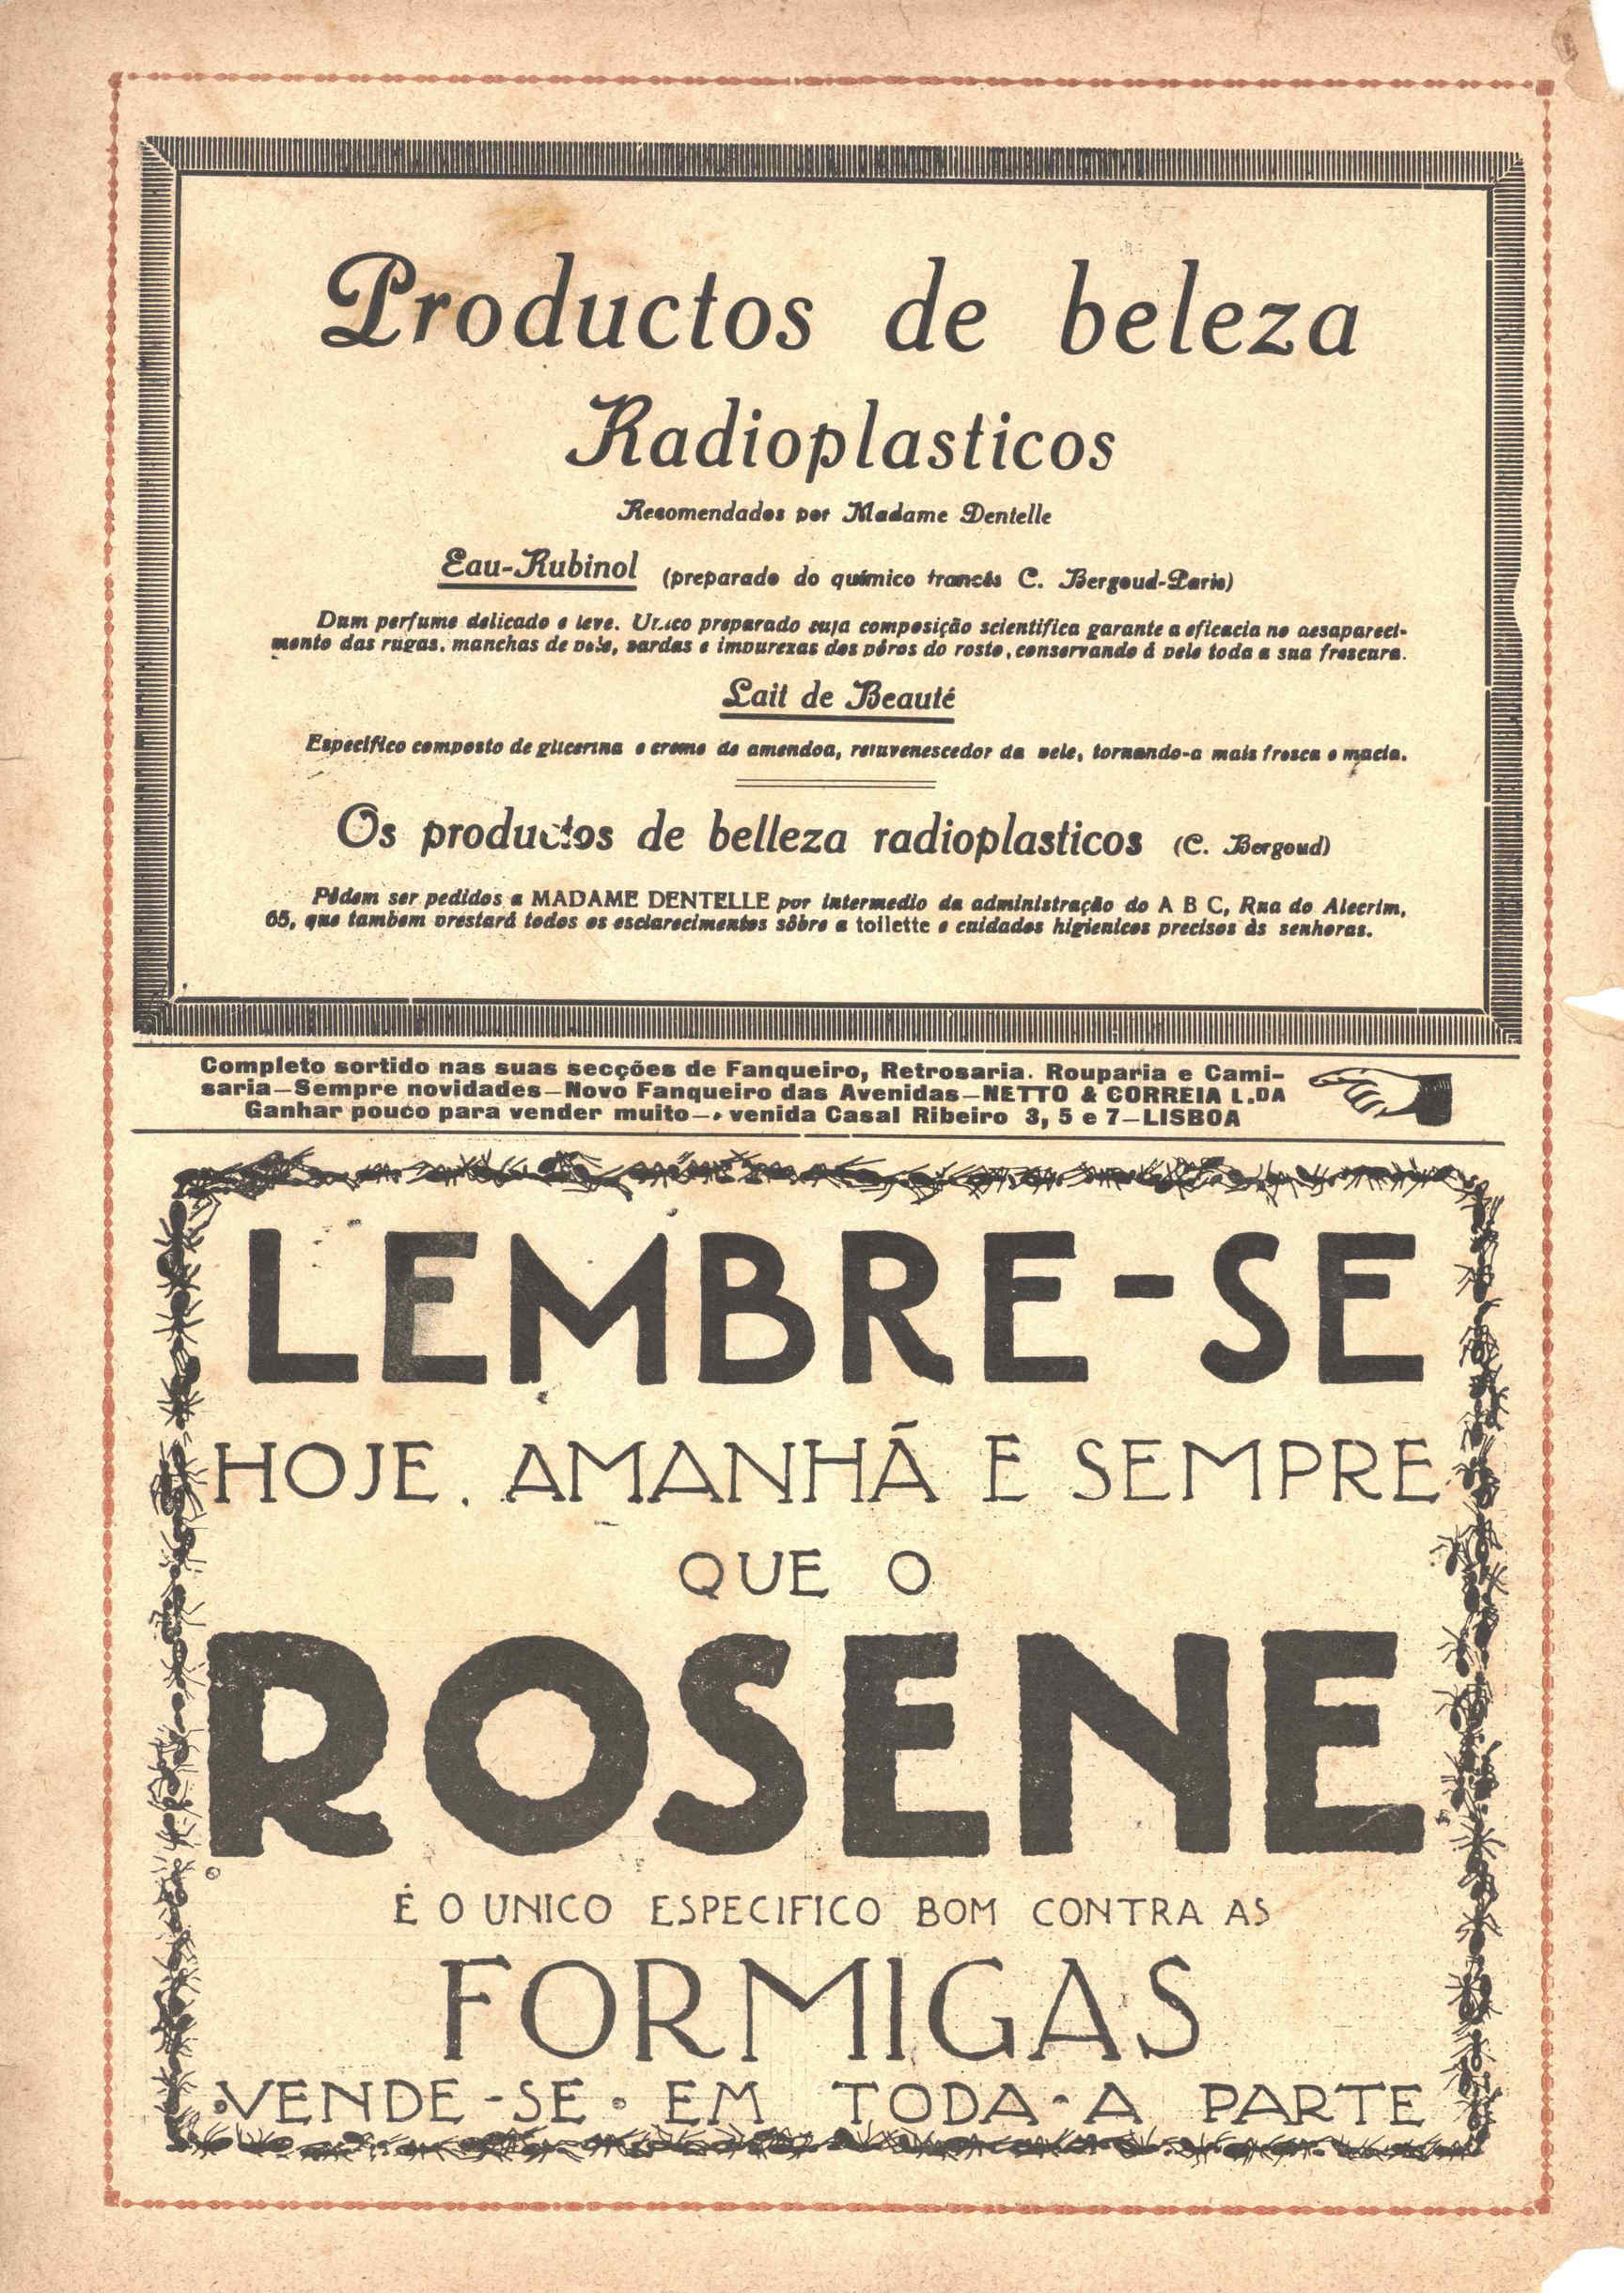 Productos de beleza
Radioplasticos
Recomendados por Madame Dentelle
Eau-Rubinol (preparado do químico francês C. Bergoud-Paris)
Dum perfume delicado e leve. Unico preparado cuja composição scientifica garante a eficacia no desapareci-
mento das rugas, manchas de pele, sardas e impurezas dos póros do rosto, conservando á pele toda a sua frescura.
Lait de Beauté
Especifico composto de glicerina e creme de amendoa, rejuvenescedor da pele, tornando-a mais fresca e macia.
Os productos de belleza radioplasticos (C. Bergoud)
Pódem ser pedidos a MADAME DENTELLE por intermedio da administração do A B C, Rua do Alecrim,
65, que tambem prestará todos os esclarecimentos sôbre a toilette e cuidados higienicos precisos ás senhoras.
Completo sortido nas suas secções de Fanqueiro, Retrosaria. Rouparia e Cami-
saria—Sempre novidades—Novo Fanqueiro das Avenidas—NETTO & CORREIA L.DA
Ganhar pouco para vender muito— venida Casal Ribeiro 3, 5 e 7—LISBOA
LEMBRE-SE
HOJE, AMANHÃ E SEMPRE
QUE O
ROSENE
É O UNICO ESPECIFICO BOM CONTRA AS
FORMIGAS
VENDE-SE EM TODA A PARTE